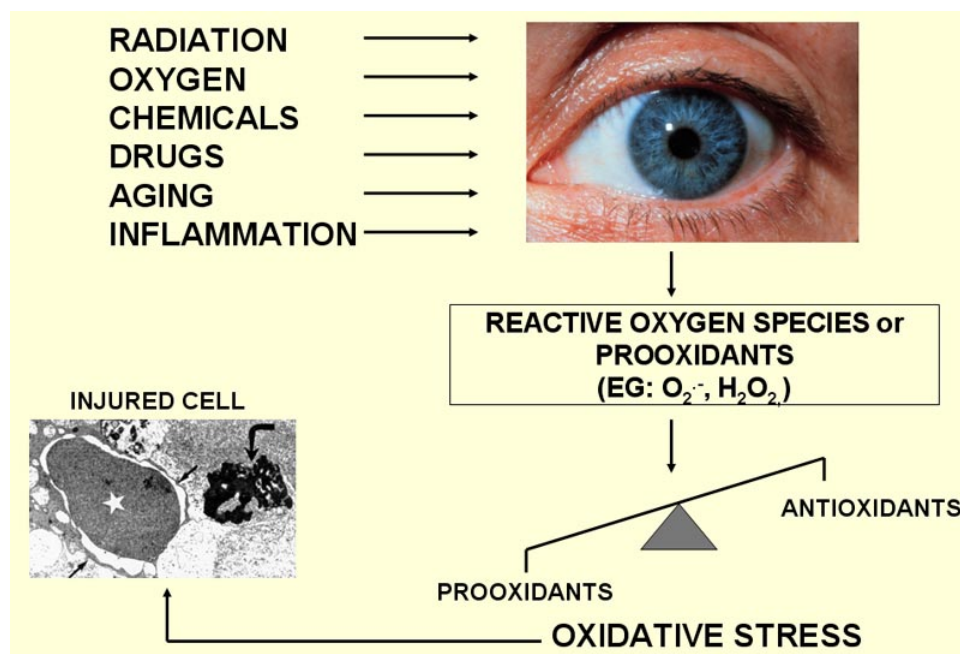 RADIATION
OXYGEN
CHEMICALS
DRUGS
AGING
INFLAMMATION
REACTIVE OXYGEN SPECIES or
PROOXIDANTS
(EG: O₂·⁻, H₂O₂,)
INJURED CELL
ANTIOXIDANTS
PROOXIDANTS
OXIDATIVE STRESS